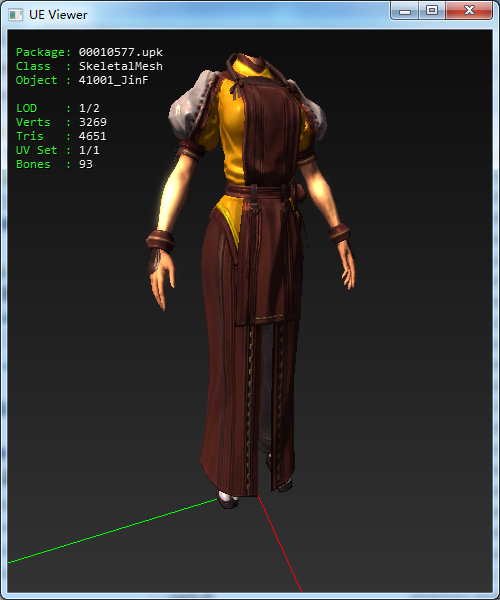 UE Viewer
Package: 00010577.upk
Class : SkeletalMesh
Object : 41001_JinF
LOD : 1/2
Verts : 3269
Tris : 4651
UV Set : 1/1
Bones : 93